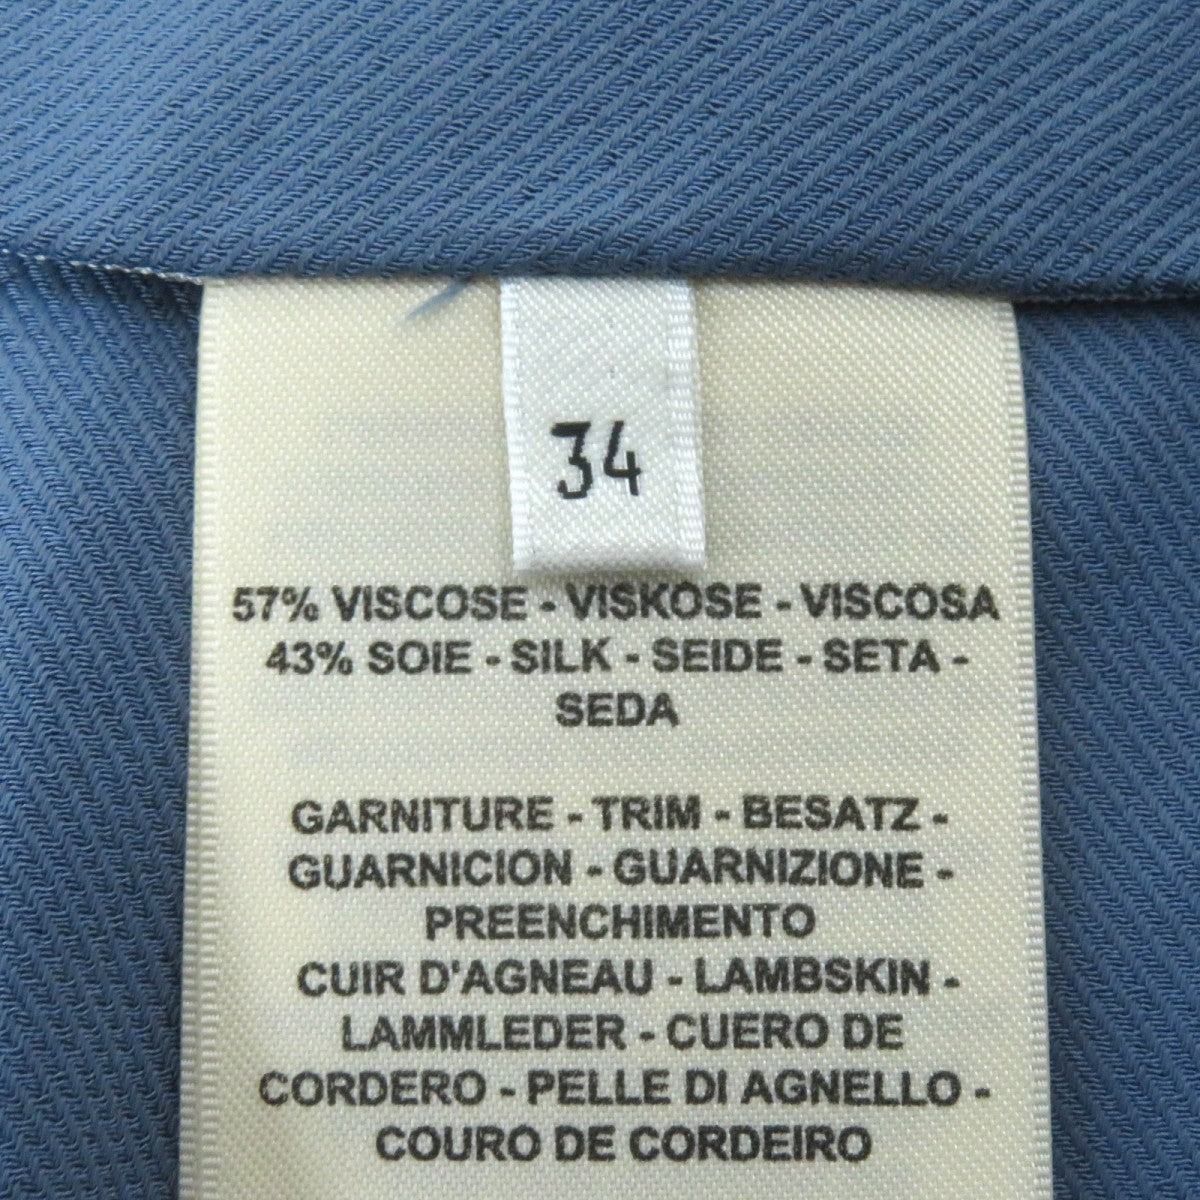 34
57% VISCOSE - VISKOSE - VISCOSA
43% SOIE - SILK - SEIDE - SETA -
SEDA
GARNITURE - TRIM - BESATZ -
GUARNICION - GUARNIZIONE -
PREENCHIMENTO
CUIR D'AGNEAU - LAMBSKIN -
LAMMLEDER - CUERO DE
CORDERO - PELLE DI AGNELLO -
COURO DE CORDEIRO